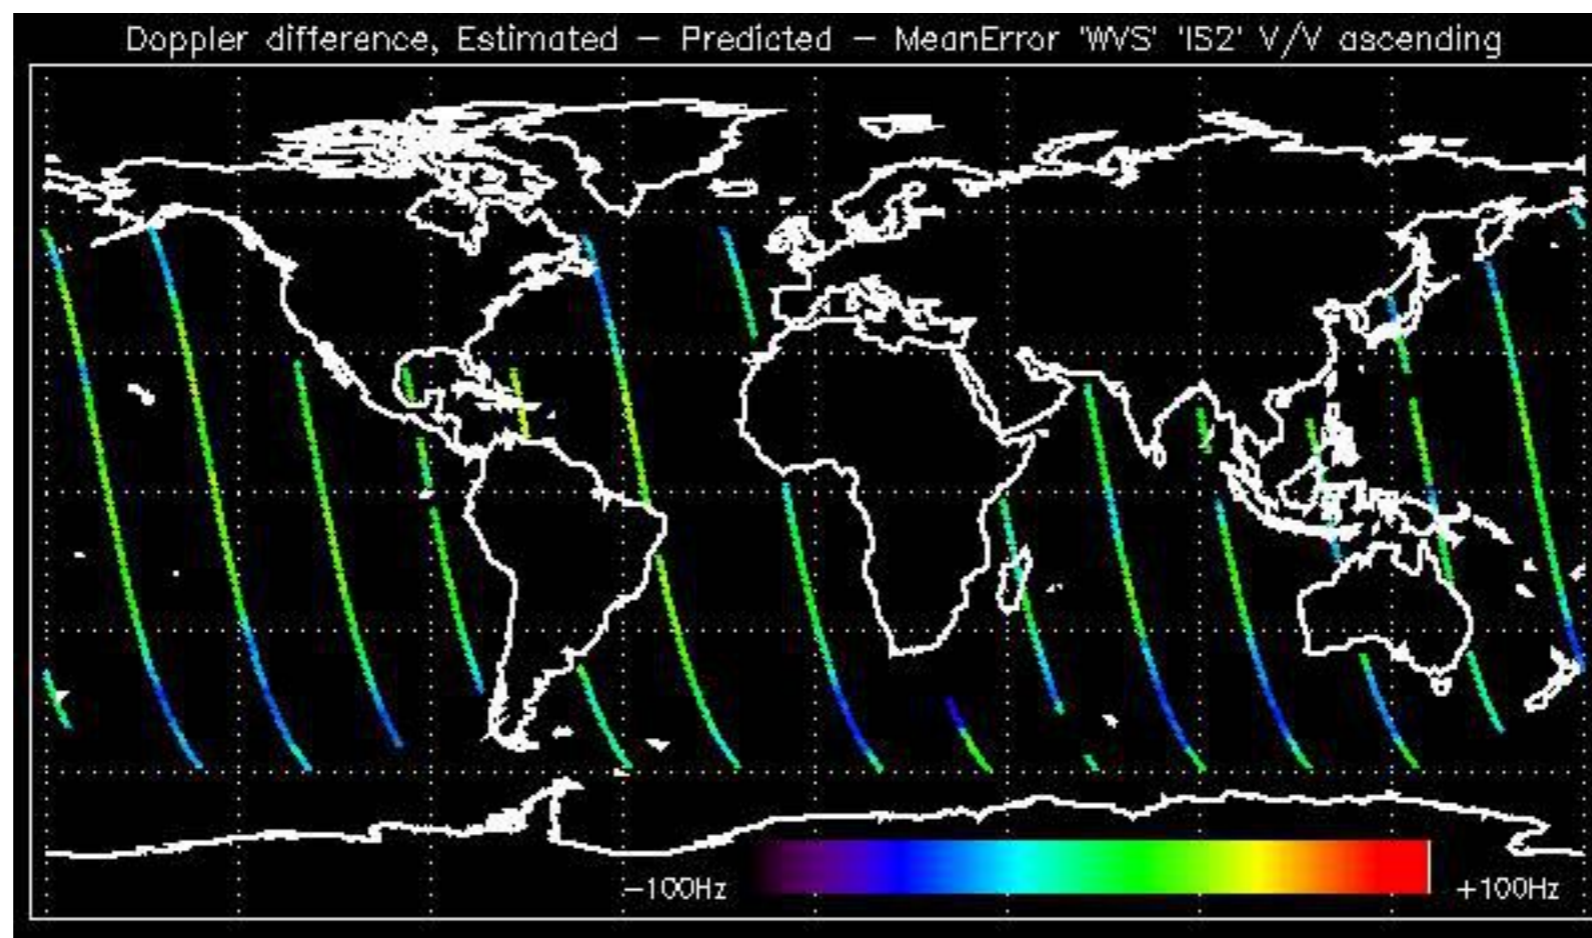 Doppler difference, Estimated — Predicted — MeanError 'WVS' 'IS2' V/V ascending
−100Hz +100Hz